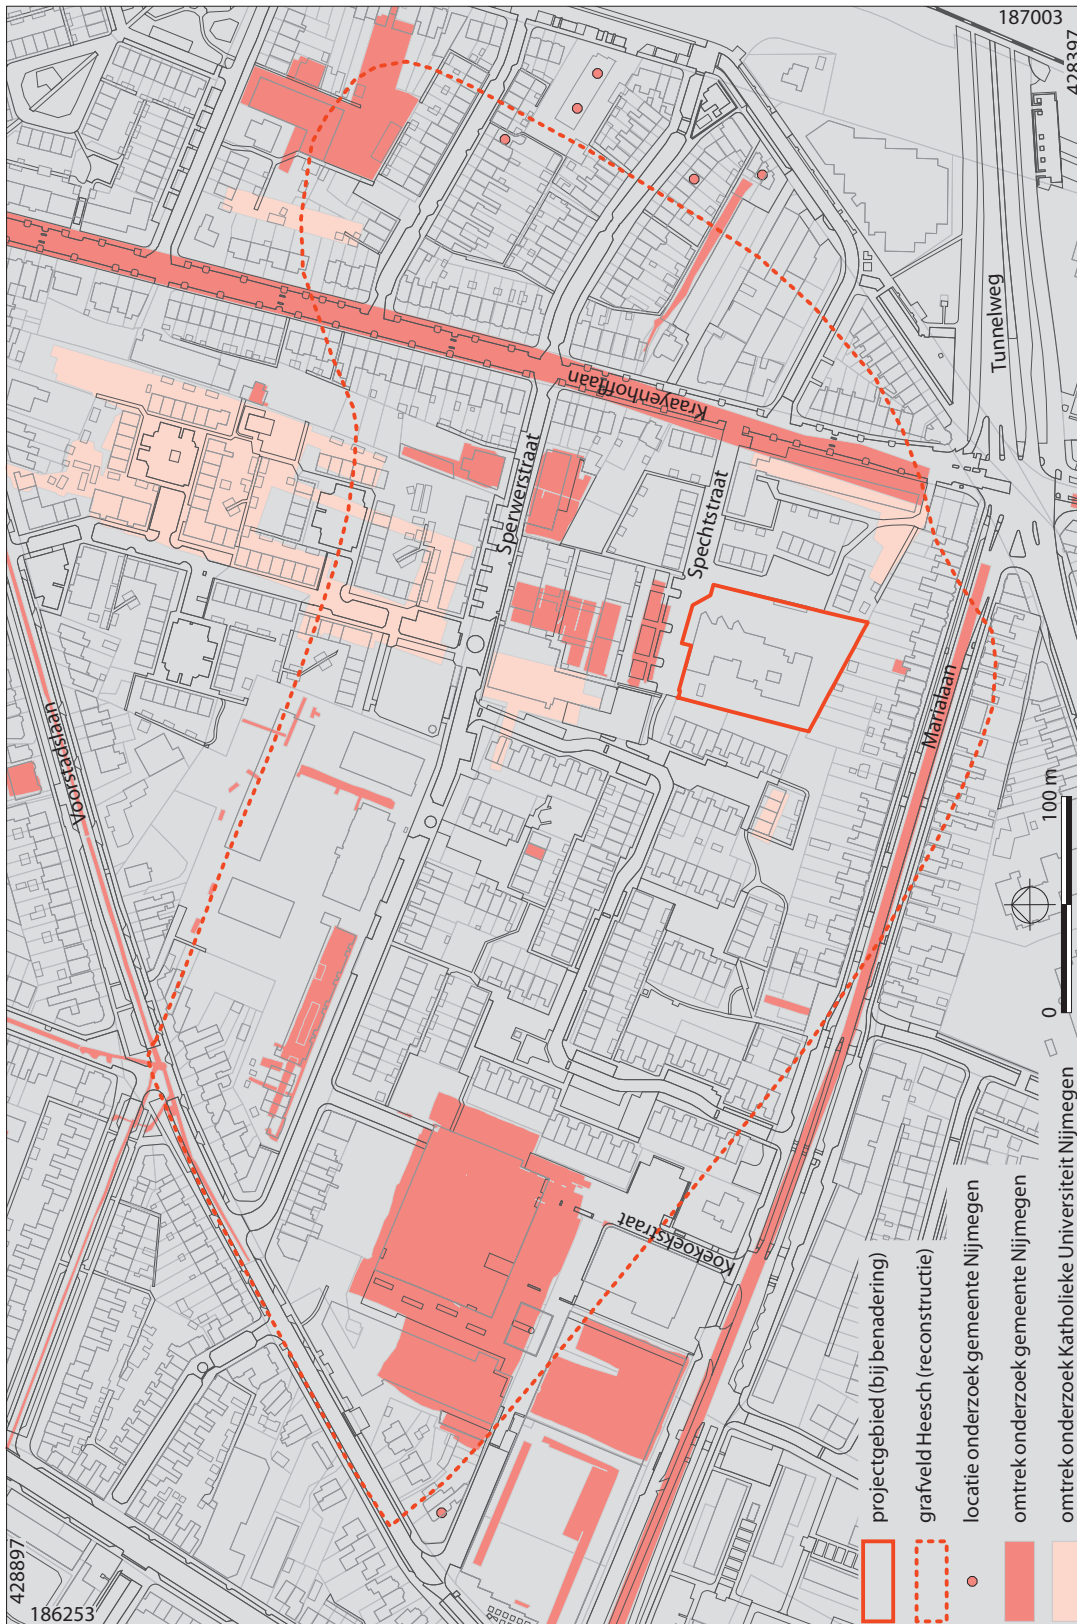 428897
186253
187003
428397
Voorstadslaan
Sperwerstraat
Kraayenhofflaan
Spechtstraat
Tunnelweg
Marialaan
Koekoekstraat
0
100 m
projectgebied (bij benadering)
grafveld Heesch (reconstructie)
locatie onderzoek gemeente Nijmegen
omtrek onderzoek gemeente Nijmegen
omtrek onderzoek Katholieke Universiteit Nijmegen